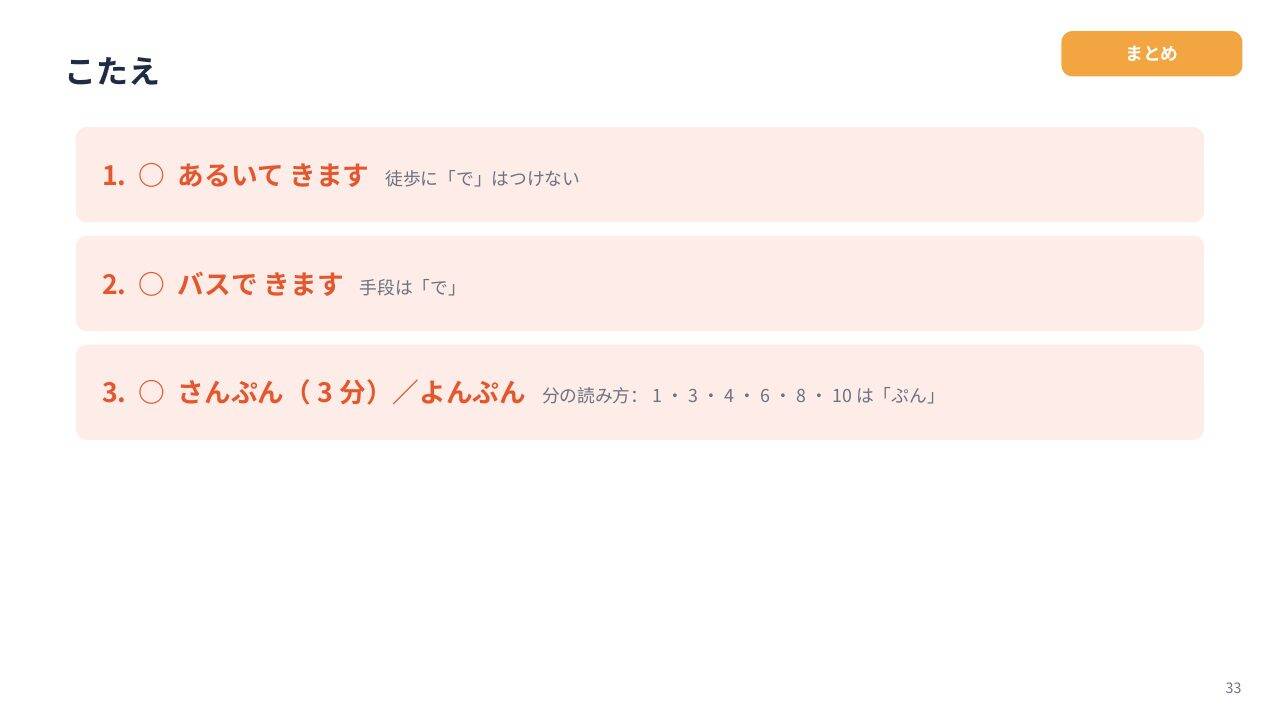 こたえ
まとめ
1. ○ あるいて きます 徒歩に「で」はつけない
2. ○ バスで きます 手段は「で」
3. ○ さんぷん（ 3 分）／よんぷん 分の読み方： 1 ・ 3 ・ 4 ・ 6 ・ 8 ・ 10 は「ぷん」
33